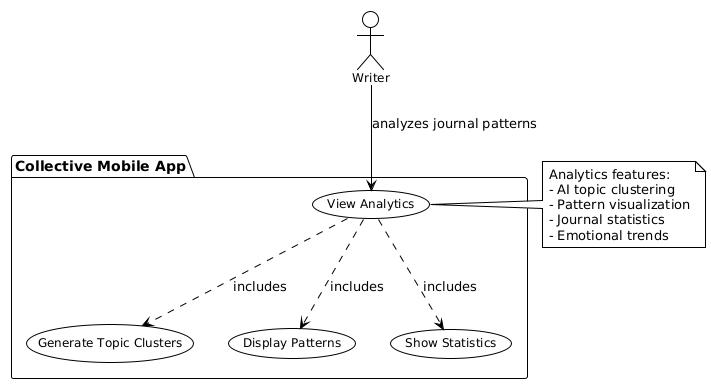 Writer
analyzes journal patterns
Collective Mobile App
View Analytics
Analytics features:
- AI topic clustering
- Pattern visualization
- Journal statistics
- Emotional trends
includes
includes
includes
Generate Topic Clusters
Display Patterns
Show Statistics